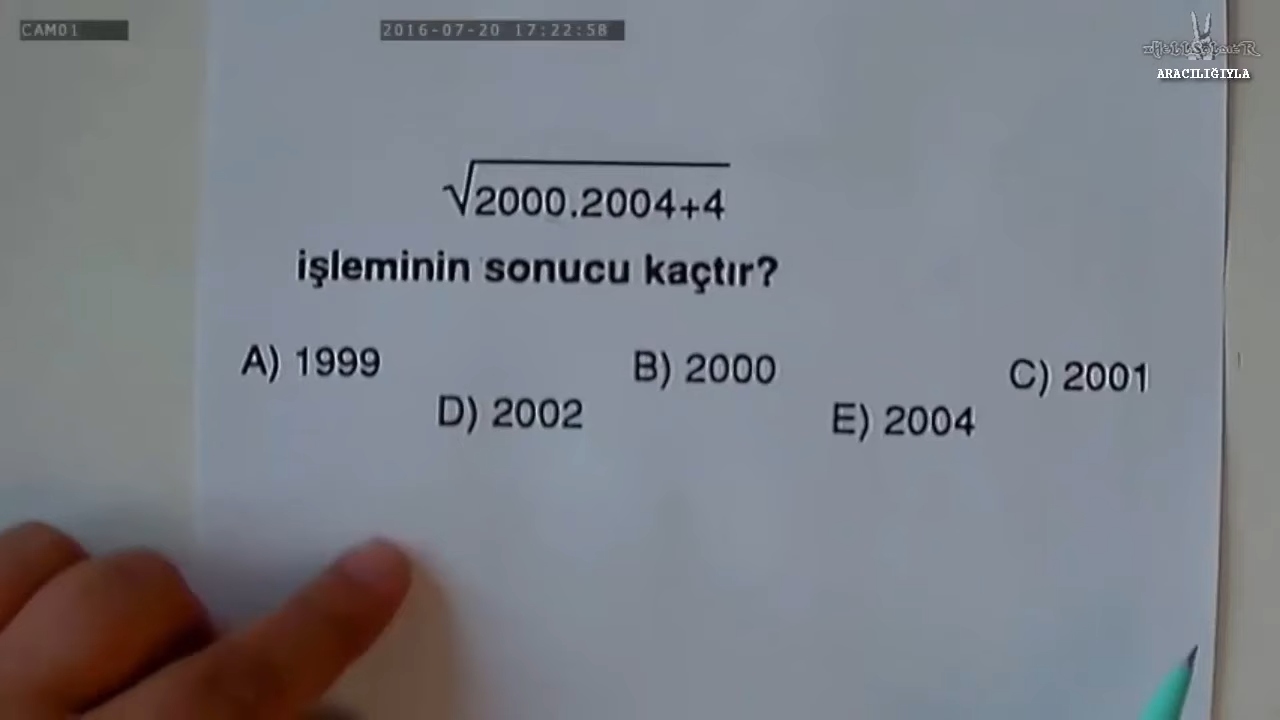 CAM01
2016-07-20 17:22:58
ARACILIĞIYLA
√2000.2004+4
işleminin sonucu kaçtır?
A) 1999
B) 2000
C) 2001
D) 2002
E) 2004